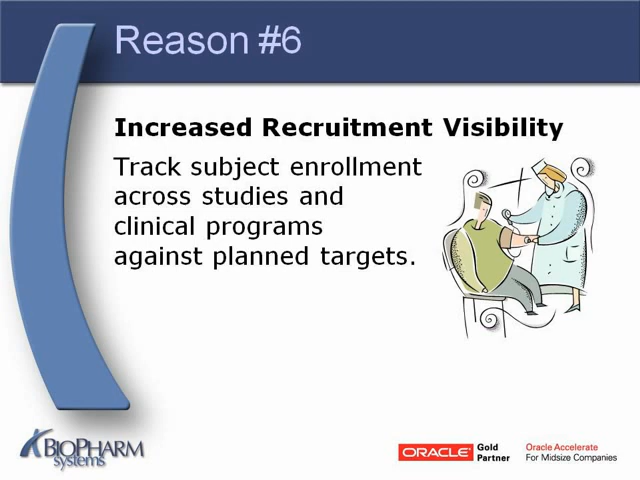 Reason #6
Increased Recruitment Visibility
Track subject enrollment
across studies and
clinical programs
against planned targets.
BIOPHARM
systems
ORACLE
Gold
Partner
Oracle Accelerate
For Midsize Companies